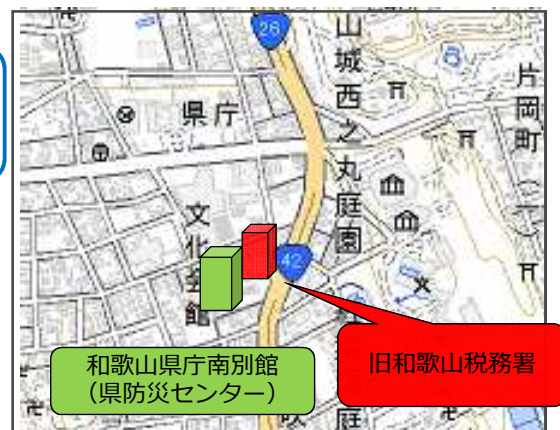 26
山城西之丸庭園
片岡町
県庁
文化会館
42
和歌山県庁南別館
（県防災センター）
旧和歌山税務署
庭